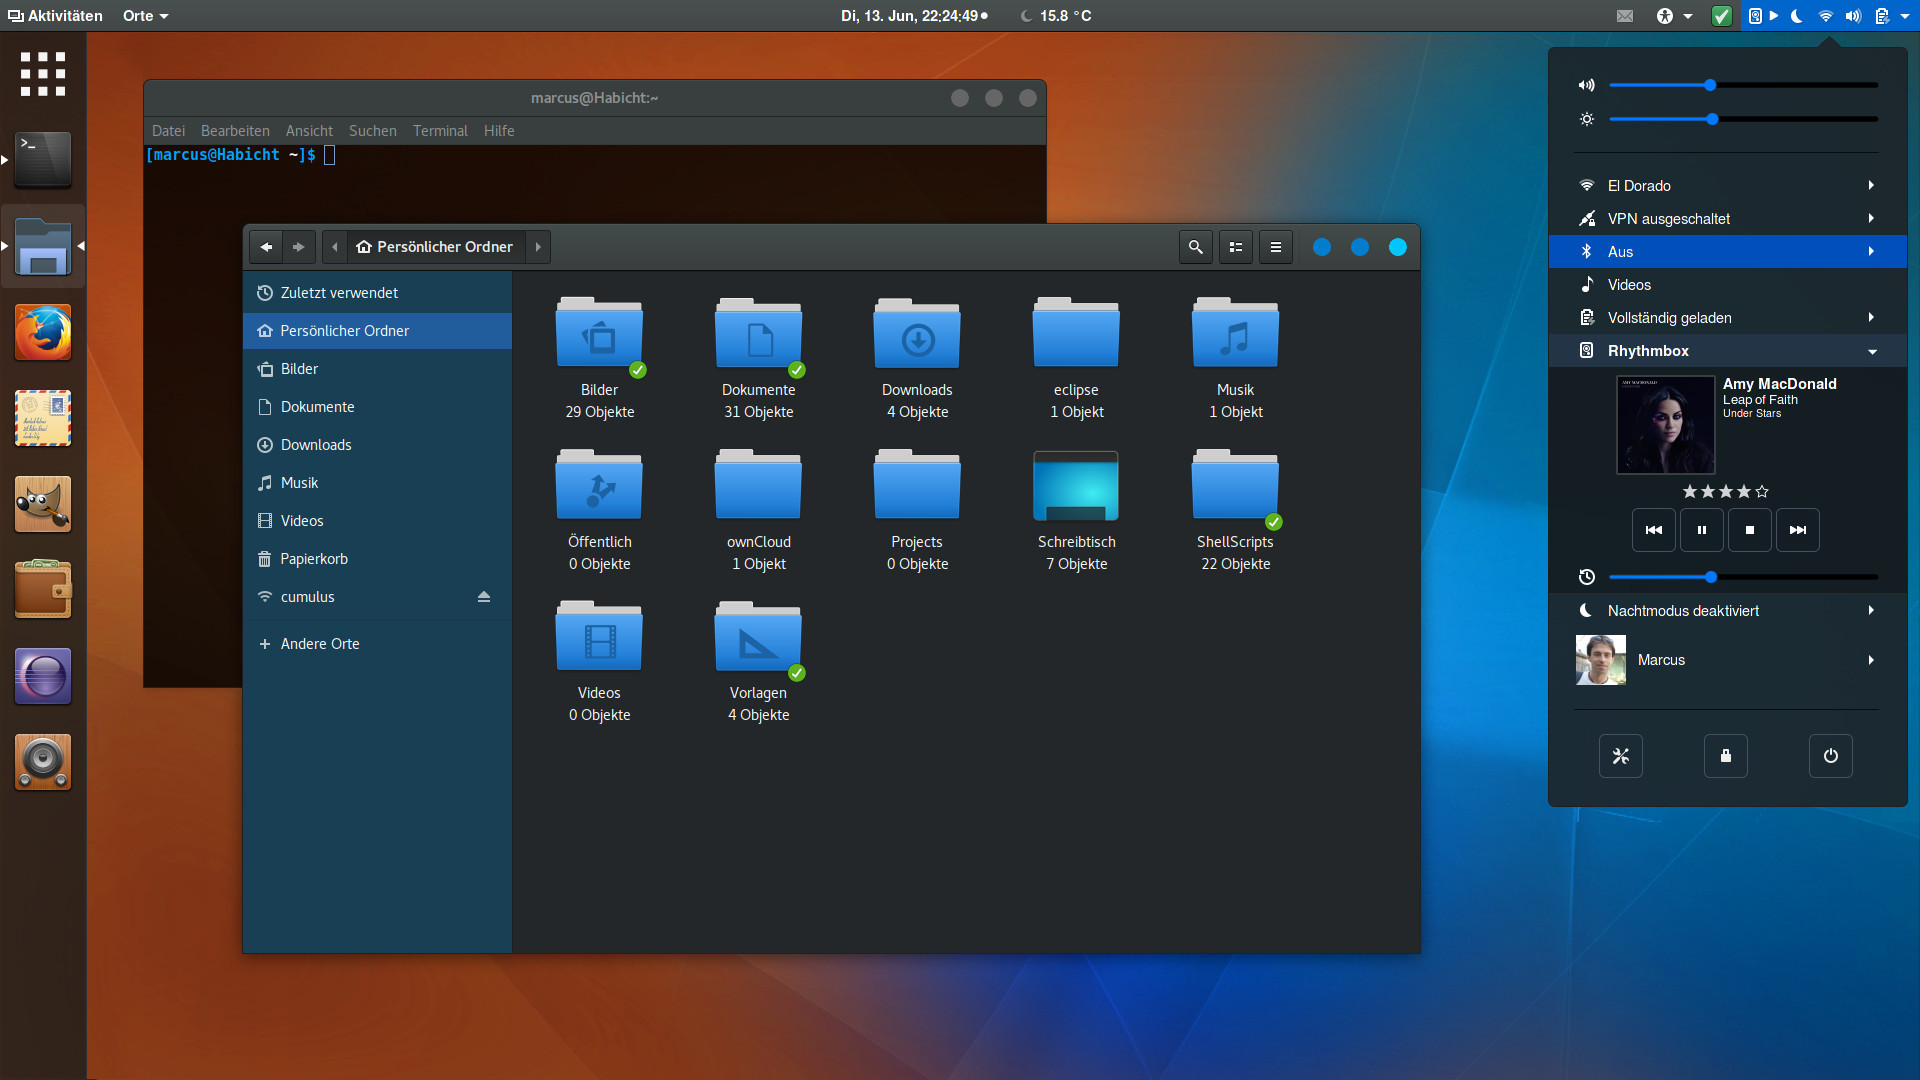 Aktivitäten Orte Di, 13. Jun, 22:24:49 15.8 °C
marcus@Habicht:~
Datei Bearbeiten Ansicht Suchen Terminal Hilfe
[marcus@Habicht ~]$
Persönlicher Ordner
Zuletzt verwendet
Persönlicher Ordner
Bilder
Dokumente
Downloads
Musik
Videos
Papierkorb
cumulus
Andere Orte
Bilder
29 Objekte
Dokumente
31 Objekte
Downloads
4 Objekte
eclipse
1 Objekt
Musik
1 Objekt
Öffentlich
0 Objekte
ownCloud
1 Objekt
Projects
0 Objekte
Schreibtisch
7 Objekte
ShellScripts
22 Objekte
Videos
0 Objekte
Vorlagen
4 Objekte
El Dorado
VPN ausgeschaltet
Aus
Videos
Vollständig geladen
Rhythmbox
AMY MACDONALD
Amy MacDonald
Leap of Faith
Under Stars
Nachtmodus deaktiviert
Marcus